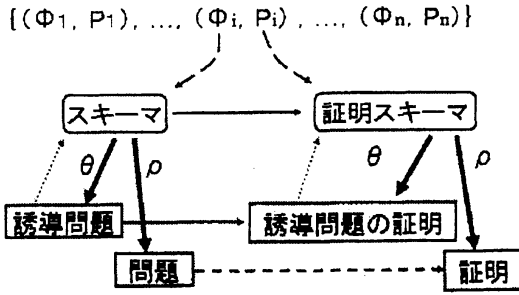 {(Φ1, P1), …, (Φi, Pi), …, (Φn, Pn)}
スキーマ 証明スキーマ
θ ρ θ ρ
誘導問題 誘導問題の証明
問題 証明